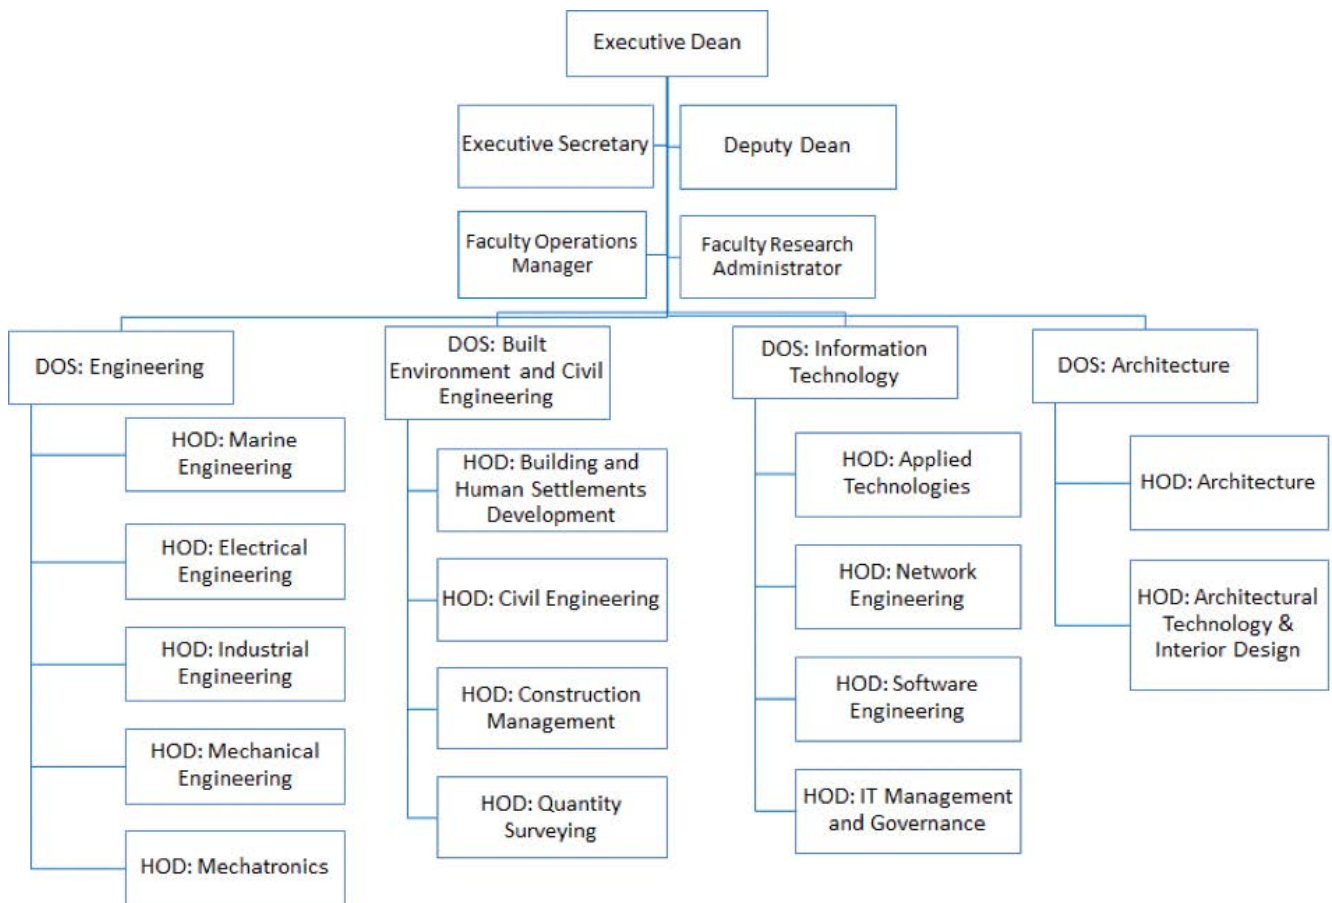 Executive Dean
Executive Secretary
Deputy Dean
Faculty Operations
Manager
Faculty Research
Administrator
DOS: Engineering
HOD: Marine
Engineering
HOD: Electrical
Engineering
HOD: Industrial
Engineering
HOD: Mechanical
Engineering
HOD: Mechatronics
DOS: Built
Environment and Civil
Engineering
HOD: Building and
Human Settlements
Development
HOD: Civil Engineering
HOD: Construction
Management
HOD: Quantity
Surveying
DOS: Information
Technology
HOD: Applied
Technologies
HOD: Network
Engineering
HOD: Software
Engineering
HOD: IT Management
and Governance
DOS: Architecture
HOD: Architecture
HOD: Architectural
Technology &
Interior Design